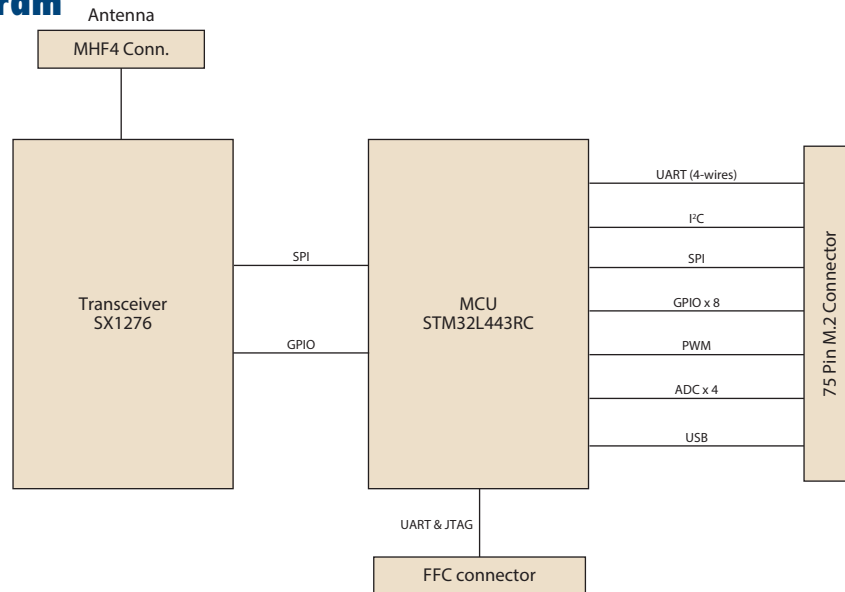 Antenna
MHF4 Conn.
Transceiver
SX1276
SPI
GPIO
MCU
STM32L443RC
UART (4-wires)
I²C
SPI
GPIO x 8
PWM
ADC x 4
USB
75 Pin M.2 Connector
UART & JTAG
FFC connector